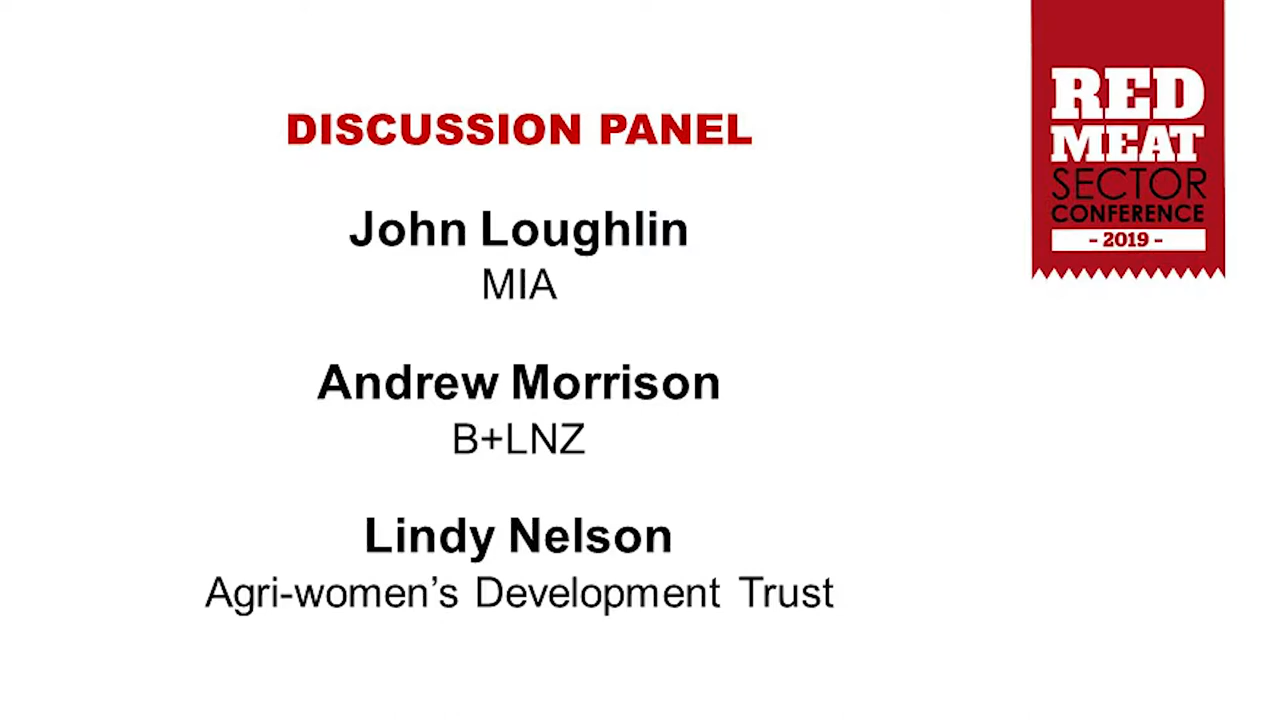 DISCUSSION PANEL
John Loughlin
MIA
Andrew Morrison
B+LNZ
Lindy Nelson
Agri-women’s Development Trust
RED
MEAT
SECTOR
CONFERENCE
- 2019 -